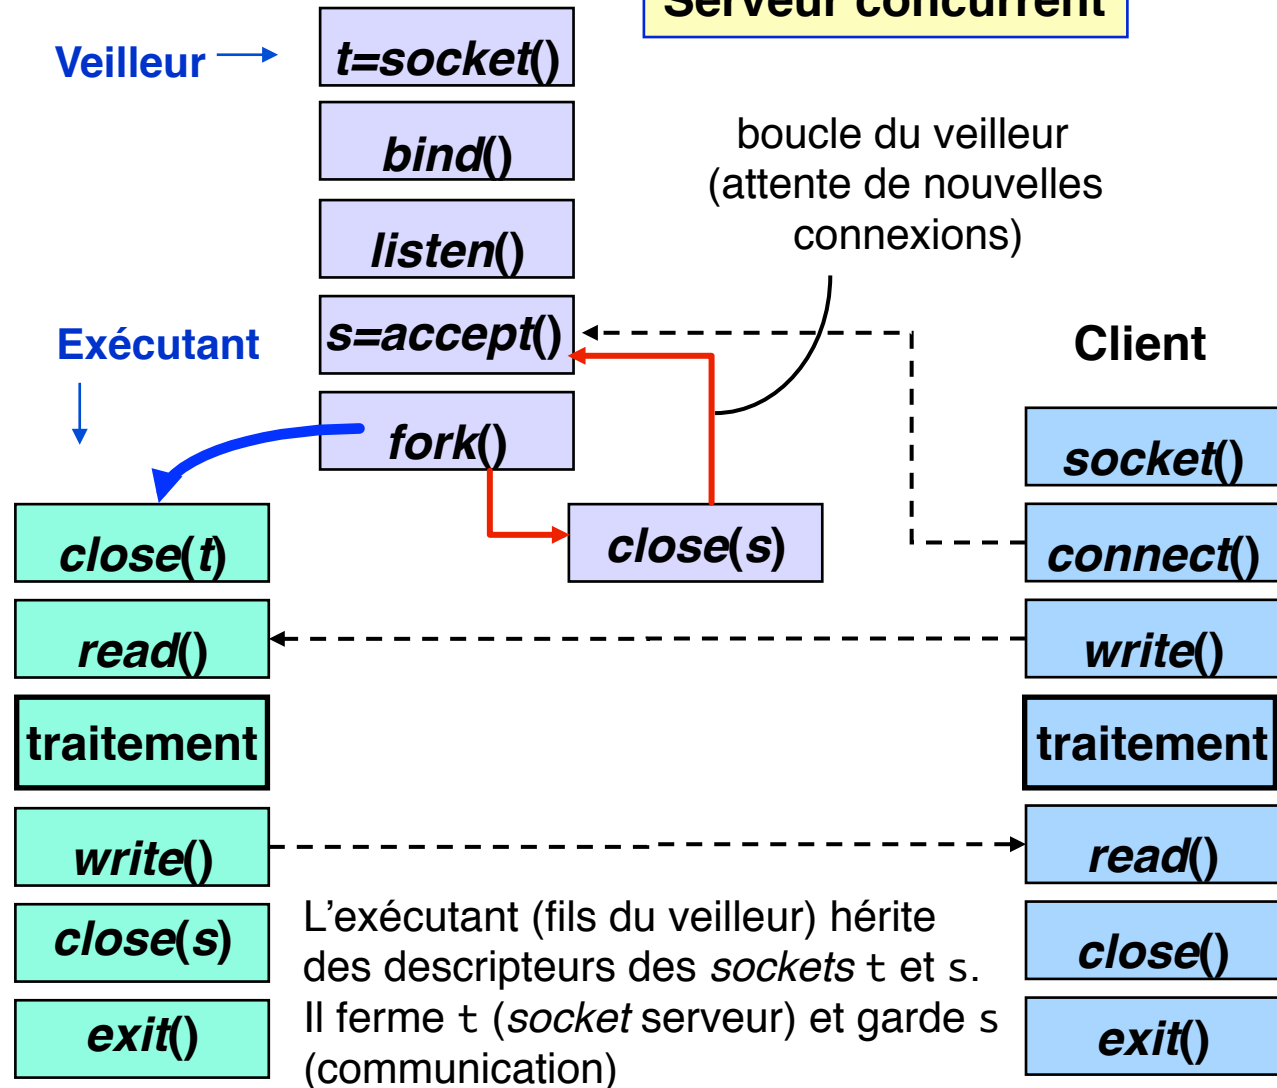 Serveur concurrent
Veilleur
t=socket()
bind()
listen()
s=accept()
fork()
boucle du veilleur
(attente de nouvelles
connexions)
Exécutant
close(t)
read()
traitement
write()
close(s)
exit()
close(s)
Client
socket()
connect()
write()
traitement
read()
close()
exit()
L'exécutant (fils du veilleur) hérite
des descripteurs des sockets t et s.
Il ferme t (socket serveur) et garde s
(communication)